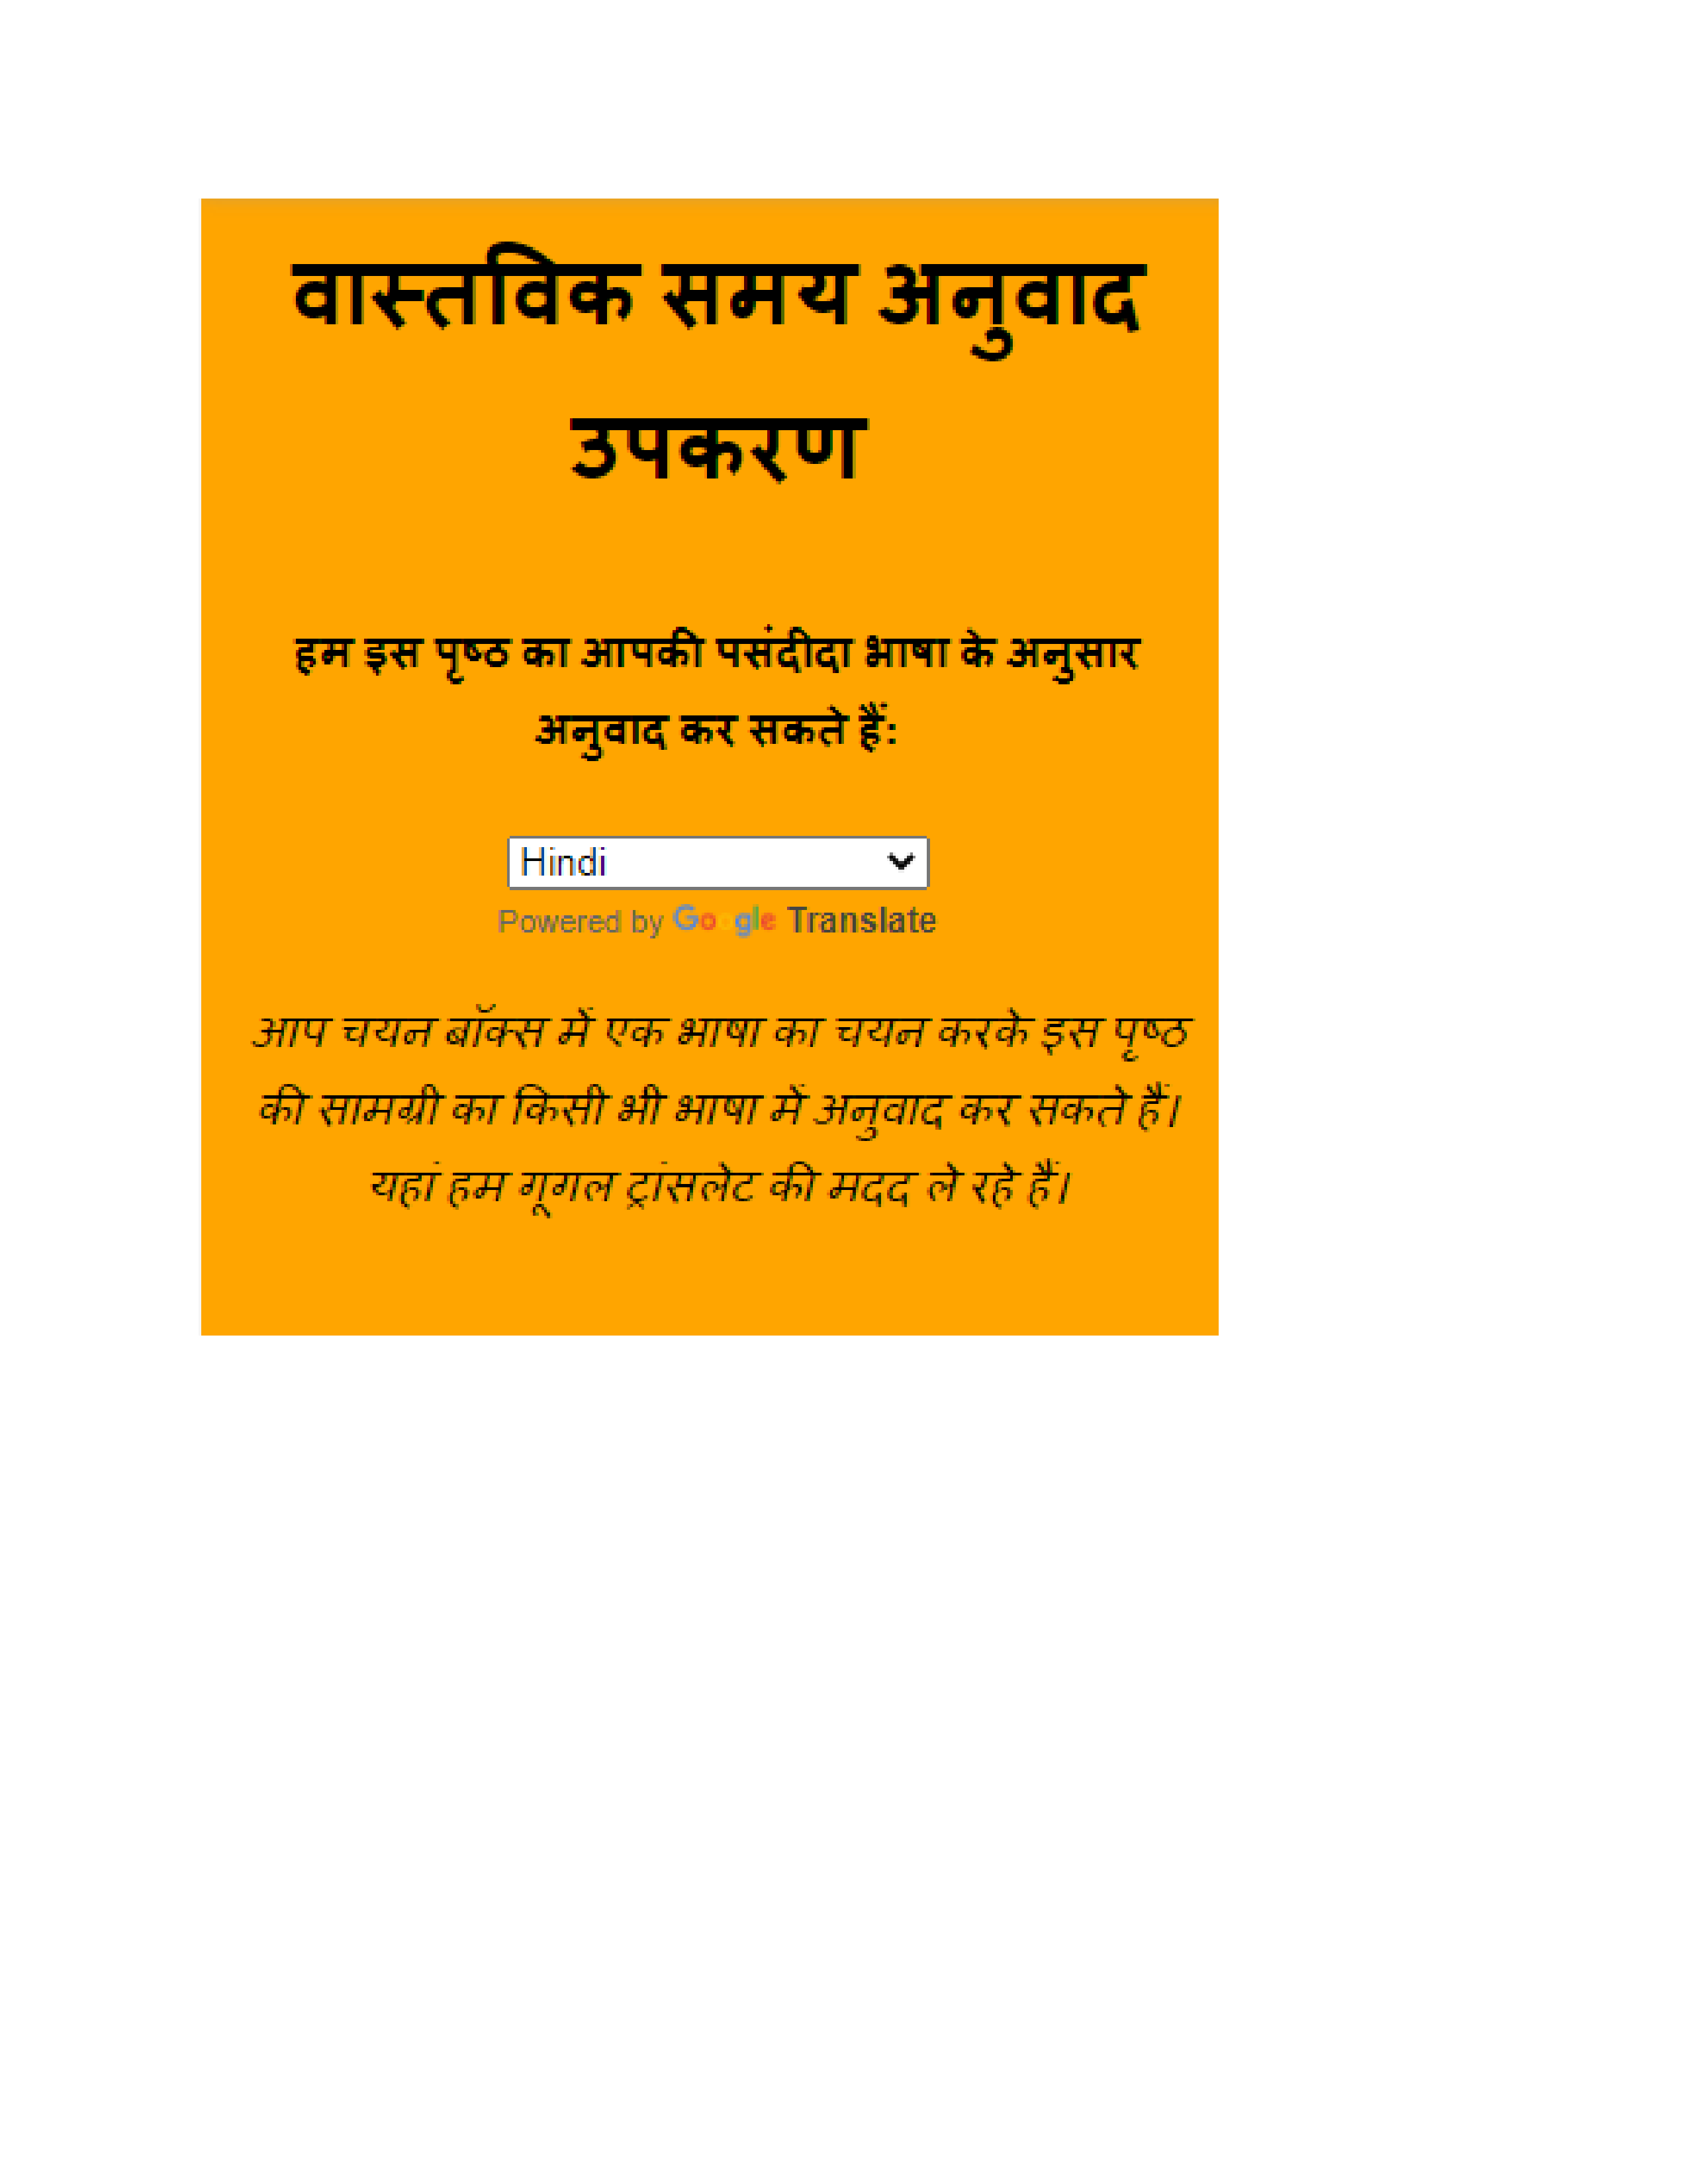 वास्तविक समय अनुवाद
उपकरण
हम इस पृष्ठ का आपकी पसंदीदा भाषा के अनुसार
अनुवाद कर सकते हैं:
Hindi
Powered by Google Translate
आप चयन बॉक्स में एक भाषा का चयन करके इस पृष्ठ
की सामग्री का किसी भी भाषा में अनुवाद कर सकते हैं।
यहां हम गूगल ट्रांसलेट की मदद ले रहे हैं।